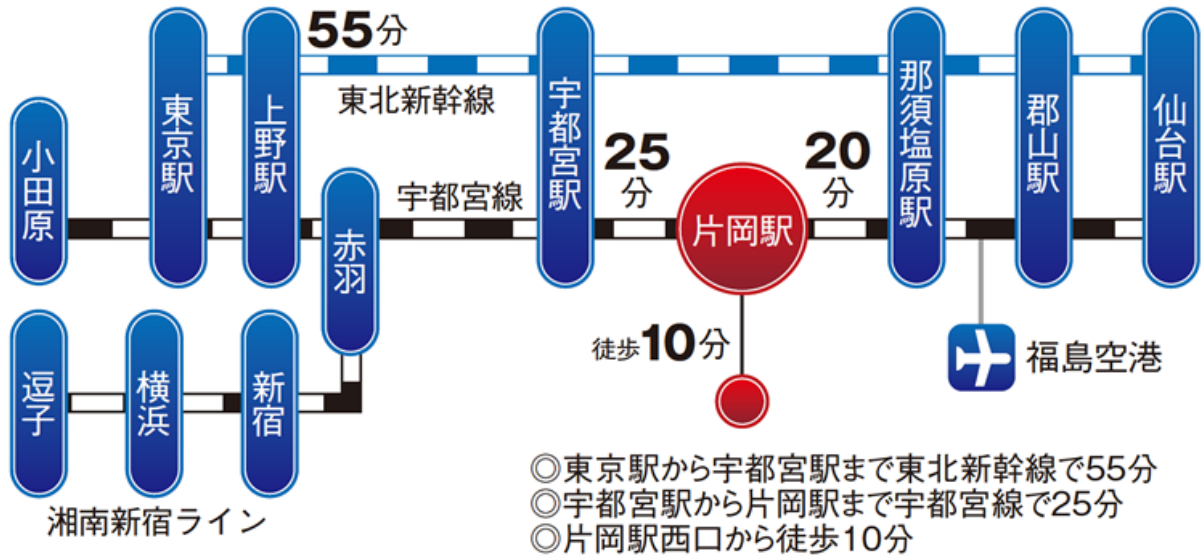 55分
東北新幹線
小田原
東京駅
上野駅
赤羽
宇都宮線
宇都宮駅
25分
片岡駅
20分
那須塩原駅
郡山駅
仙台駅
徒歩10分
福島空港
逗子
横浜
新宿
湘南新宿ライン
◎東京駅から宇都宮駅まで東北新幹線で55分
◎宇都宮駅から片岡駅まで宇都宮線で25分
◎片岡駅西口から徒歩10分